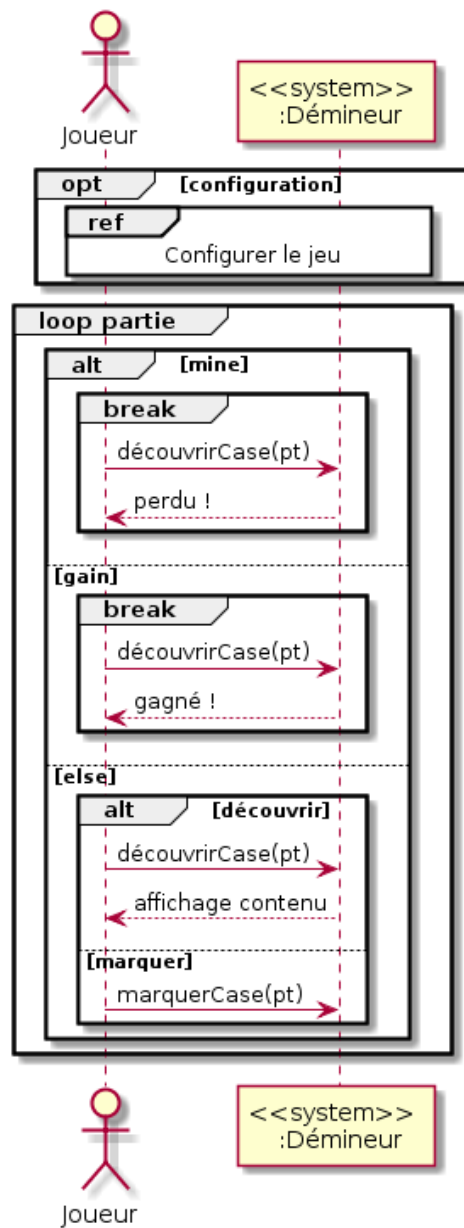 Joueur
<<system>>
:Démineur
opt [configuration]
ref
Configurer le jeu
loop partie
alt [mine]
break
découvrirCase(pt)
perdu !
[gain]
break
découvrirCase(pt)
gagné !
[else]
alt [découvrir]
découvrirCase(pt)
affichage contenu
[marquer]
marquerCase(pt)
Joueur
<<system>>
:Démineur